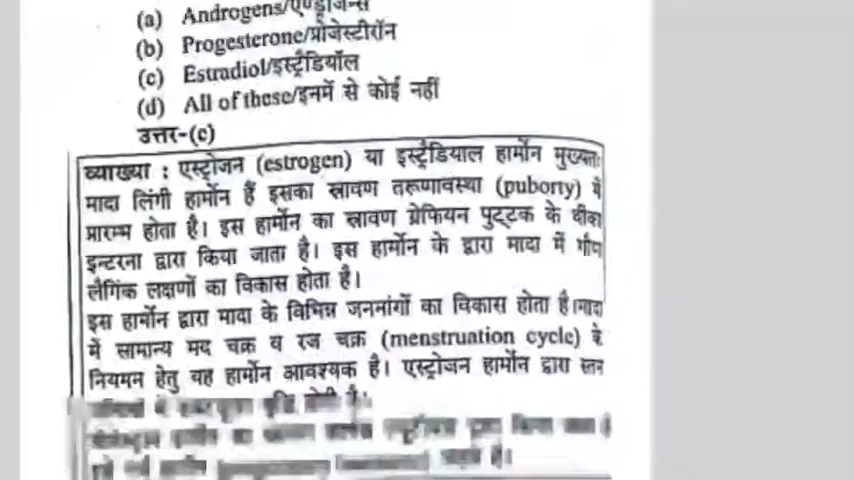 (a) Androgens/एण्ड्रोजन्स
(b) Progesterone/प्रोजेस्टीरॉन
(c) Estradiol/इस्ट्रैडियॉल
(d) All of these/इनमें से कोई नहीं
उत्तर-(c)
व्याख्या : एस्ट्रोजन (estrogen) या इस्ट्रैडियाल हार्मोन मुख्यतः
मादा लिंगी हार्मोन हैं इसका स्रावण तरूणावस्था (puborty) में
प्रारम्भ होता है। इस हार्मोन का स्रावण ग्रेफियन पुट्टक के थीका
इन्टरना द्वारा किया जाता है। इस हार्मोन के द्वारा मादा में गौण
लैगिंक लक्षणों का विकास होता है।
इस हार्मोन द्वारा मादा के विभिन्न जननमांगों का विकास होता है।मादा
में सामान्य मद चक्र व रज चक्र (menstruation cycle) के
नियमन हेतु यह हार्मोन आवश्यक है। एस्ट्रोजन हार्मोन द्वारा स्तन